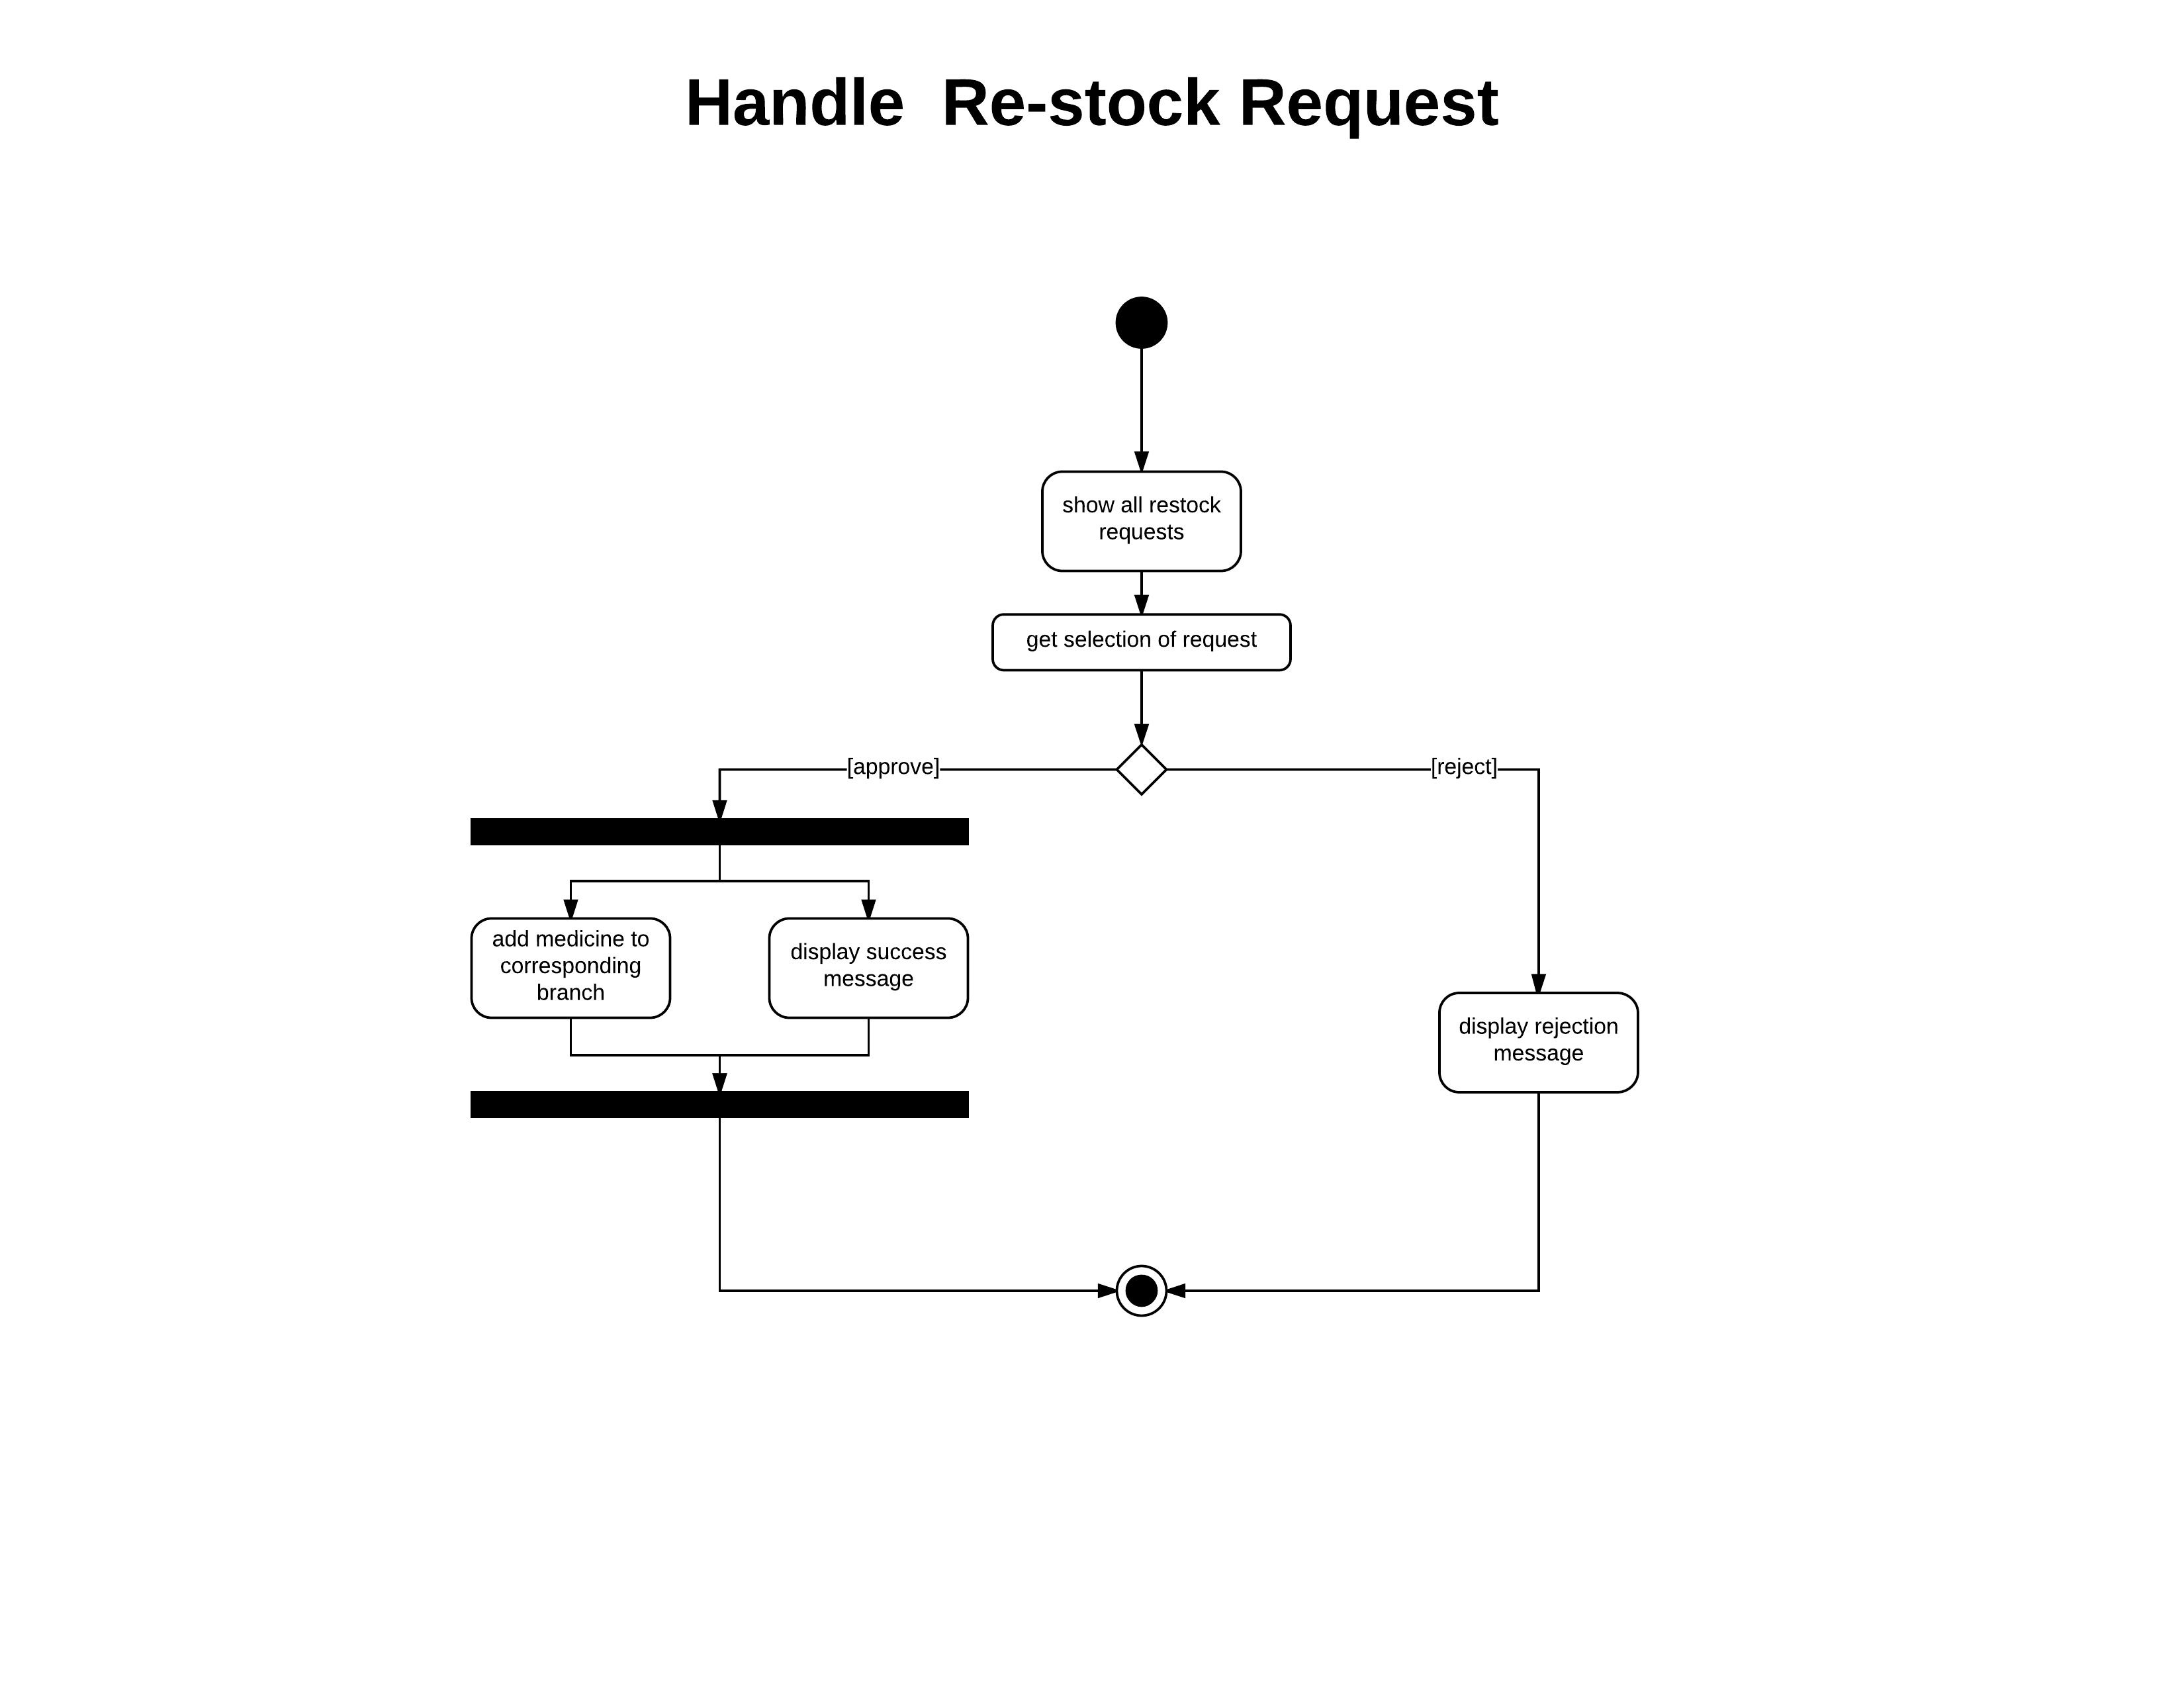 Handle  Re-stock Request
show all restock
requests
get selection of request
[approve]
[reject]
add medicine to
corresponding
branch
display success
message
display rejection
message